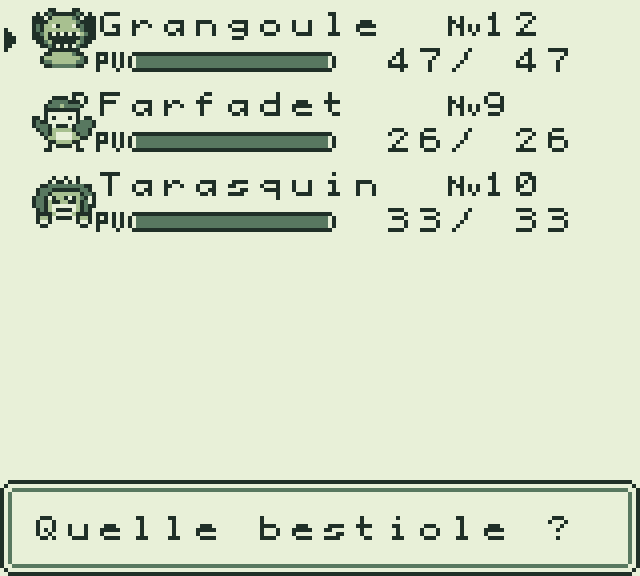 Grangoule Nv12
PV 47/ 47
Farfadet Nv9
PV 26/ 26
Tarasquin Nv10
PV 33/ 33
Quelle bestiole ?